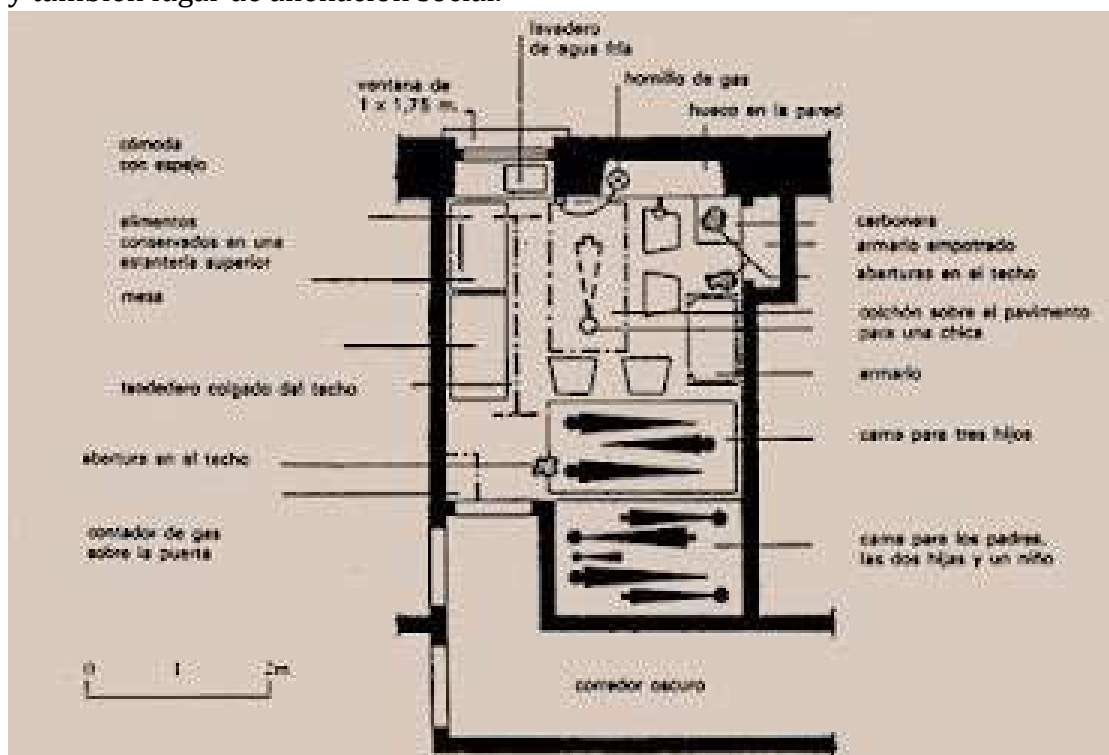 y también lugar de alienación social.
lavadero
de agua fría
hornillo de gas
ventana de
1 x 1,75 m.
hueco en la pared
cómoda
con espejo
alimentos
conservados en una
estantería superior
mesa
tendedero colgado del techo
abertura en el techo
contador de gas
sobre la puerta
carbonera
armario empotrado
aberturas en el techo
colchón sobre el pavimento
para una chica
armario
cama para tres hijos
cama para los padres,
las dos hijas y un niño
0 1 2m
corredor oscuro